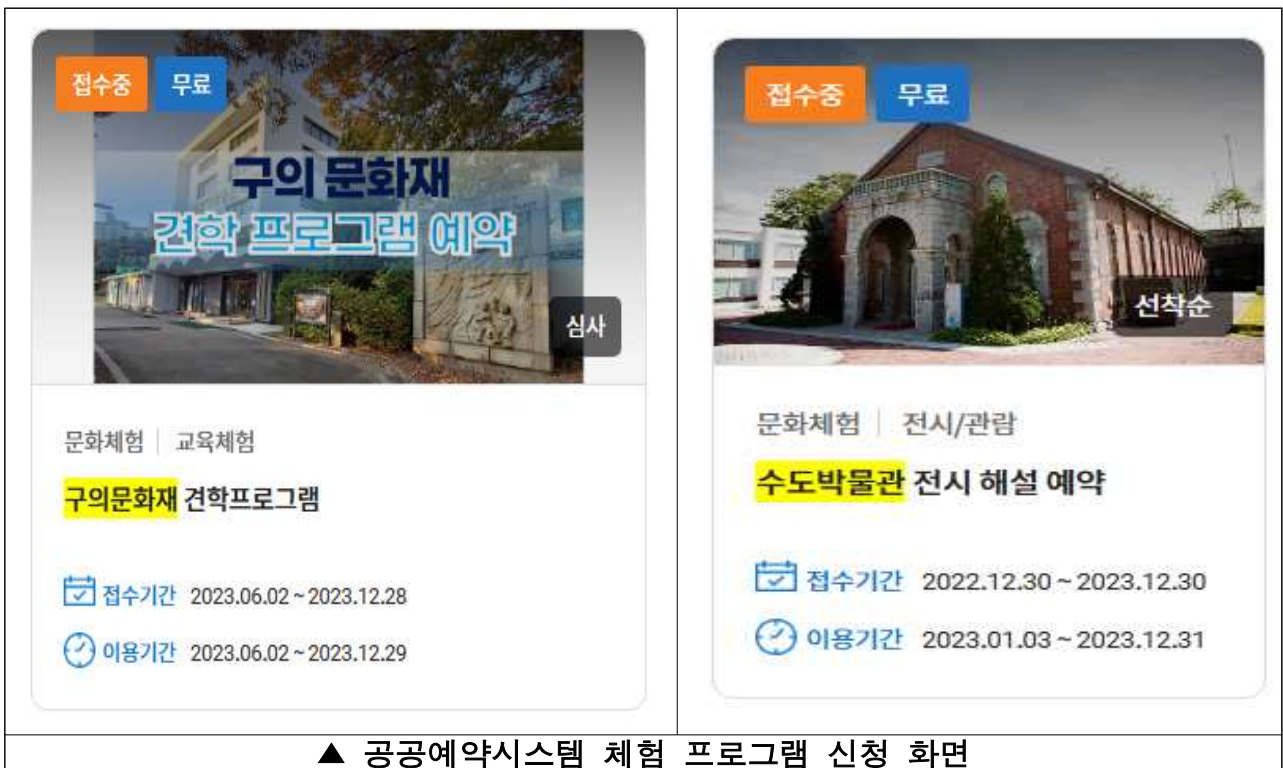 접수중 무료
구의 문화재
견학 프로그램 예약
심사
문화체험 | 교육체험
구의문화재 견학프로그램
접수기간 2023.06.02 ~ 2023.12.28
이용기간 2023.06.02 ~ 2023.12.29
접수중 무료
선착순
문화체험 | 전시/관람
수도박물관 전시 해설 예약
접수기간 2022.12.30 ~ 2023.12.30
이용기간 2023.01.03 ~ 2023.12.31
▲ 공공예약시스템 체험 프로그램 신청 화면